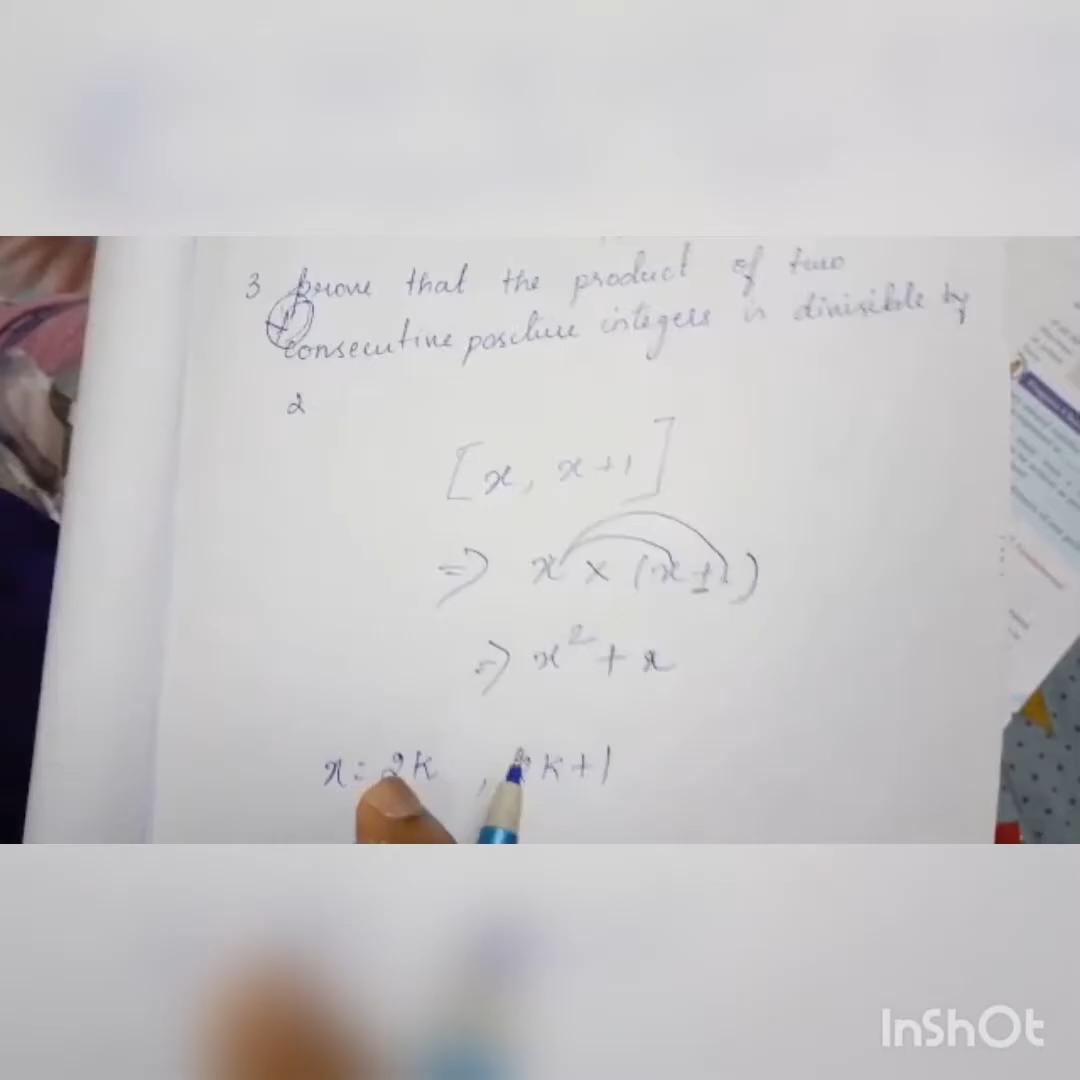 3 prove that the product of two
consecutive positive integers is divisible by
2
[x, x+1]
=> x × (x+1)
=> x² + x
x = 2k , 2k+1
InShOt